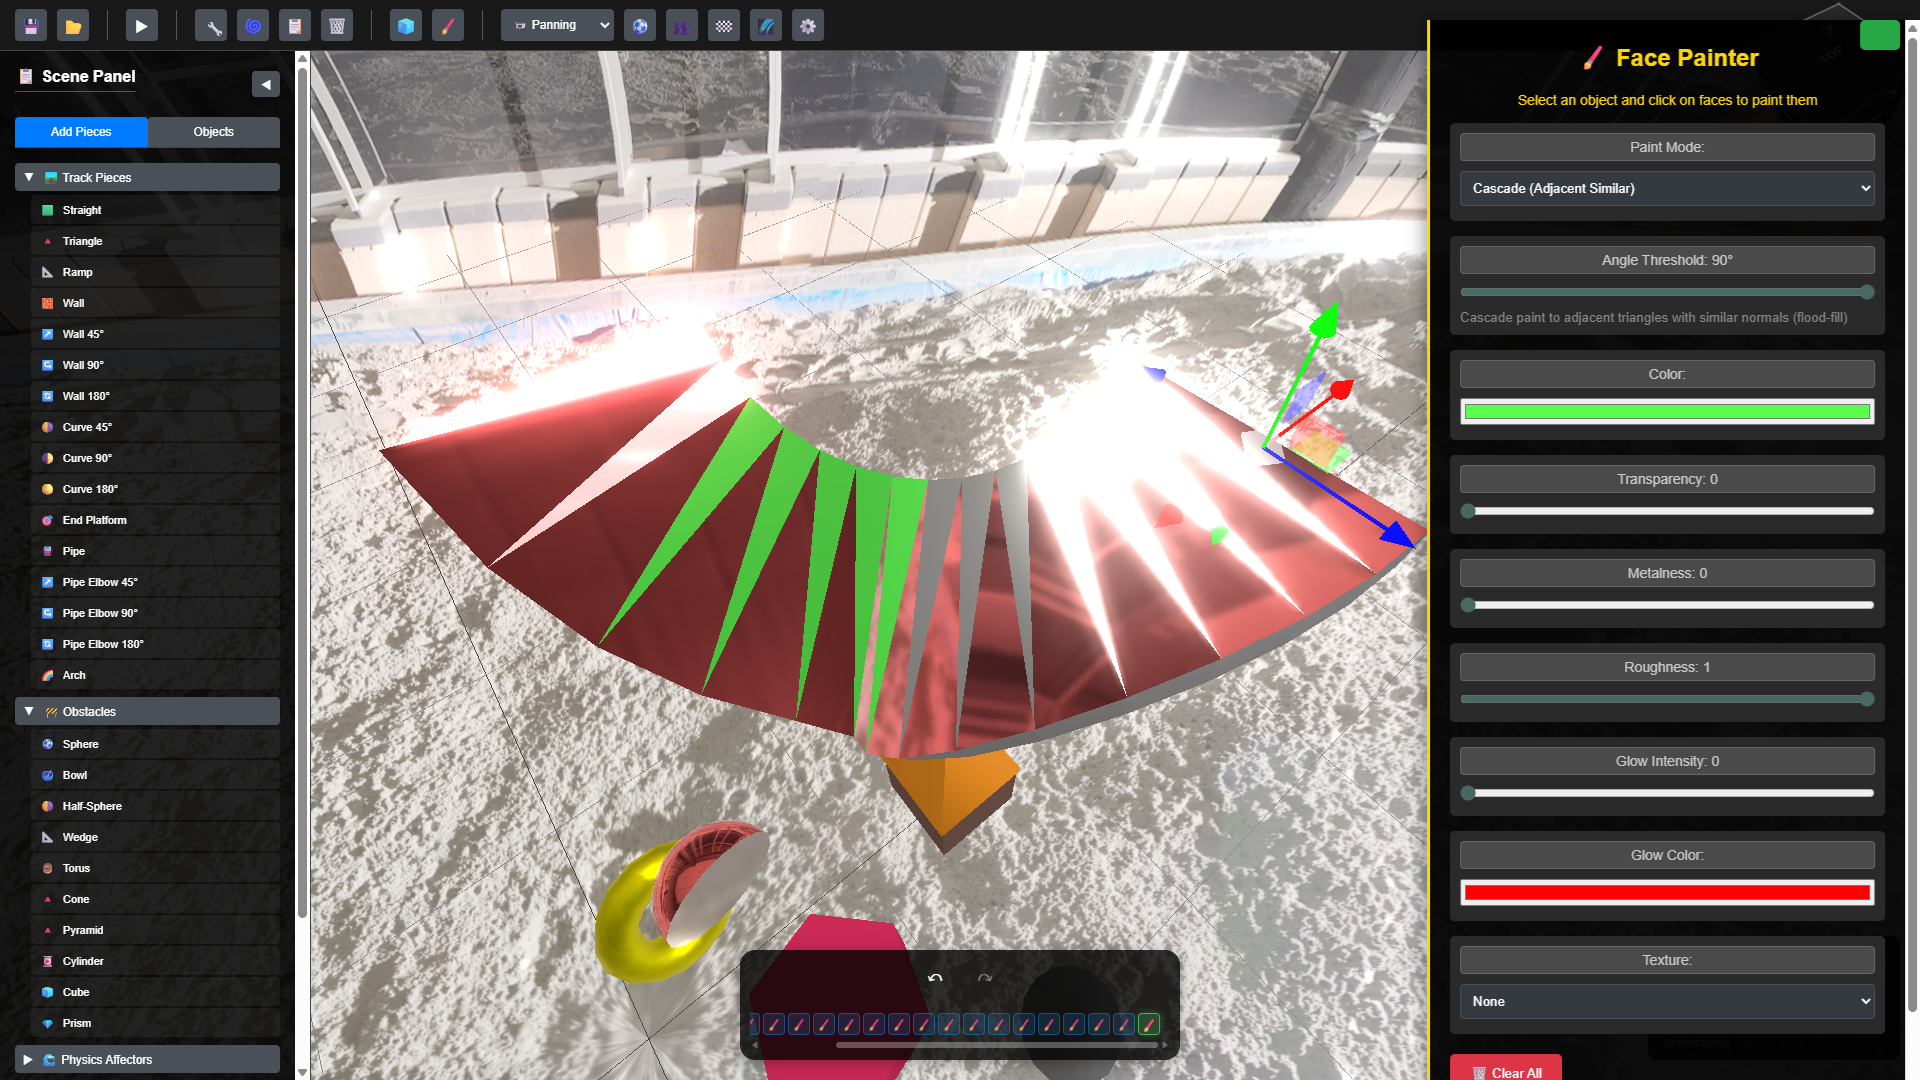 Panning
Scene Panel
Add Pieces
Objects
Track Pieces
Straight
Triangle
Ramp
Wall
Wall 45°
Wall 90°
Wall 180°
Curve 45°
Curve 90°
Curve 180°
End Platform
Pipe
Pipe Elbow 45°
Pipe Elbow 90°
Pipe Elbow 180°
Arch
Obstacles
Sphere
Bowl
Half-Sphere
Wedge
Torus
Cone
Pyramid
Cylinder
Cube
Prism
Physics Affectors
Face Painter
Select an object and click on faces to paint them
Paint Mode:
Cascade (Adjacent Similar)
Angle Threshold: 90°
Cascade paint to adjacent triangles with similar normals (flood-fill)
Color:
Transparency: 0
Metalness: 0
Roughness: 1
Glow Intensity: 0
Glow Color:
Texture:
None
Clear All